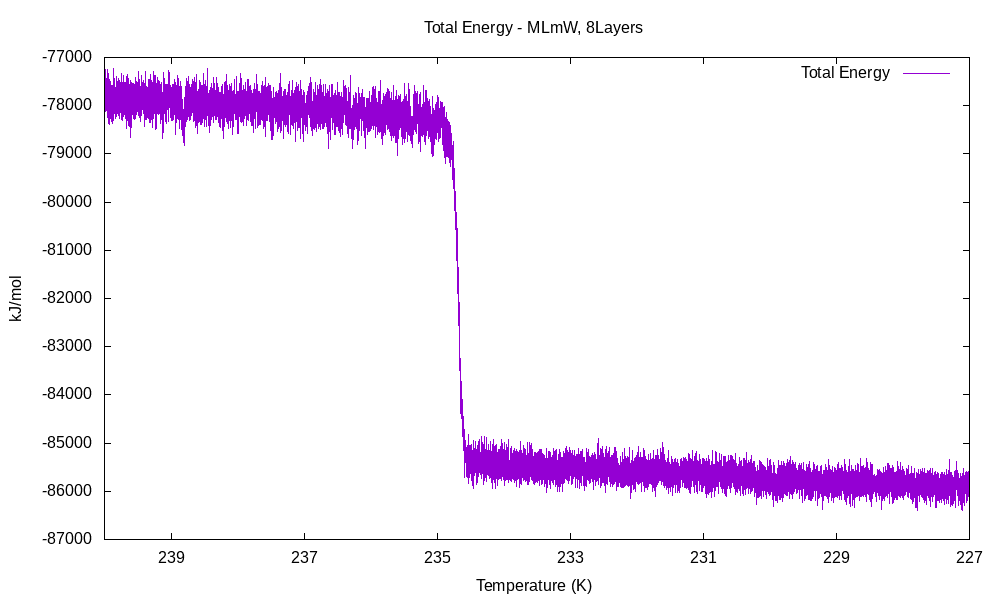 Total Energy - MLmW, 8Layers
Total Energy
-77000
-78000
-79000
-80000
-81000
-82000
-83000
-84000
-85000
-86000
-87000
kJ/mol
239 237 235 233 231 229 227
Temperature (K)